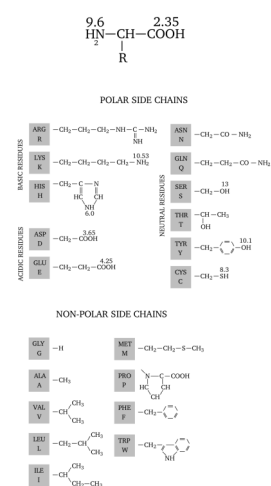 9.6 2.35
HN—CH—COOH
2
R
POLAR SIDE CHAINS
BASIC RESIDUES
ARG
R
—CH₂—CH₂—CH₂—NH—C—NH₂
NH
LYS
K
10.53
—CH₂—CH₂—CH₂—CH₂—NH₂
HIS
H
—CH₂—C—N
HC CH
NH
6.0
ACIDIC RESIDUES
ASP
D
3.65
—CH₂—COOH
GLU
E
4.25
—CH₂—CH₂—COOH
NEUTRAL RESIDUES
ASN
N
—CH₂—CO—NH₂
GLN
Q
—CH₂—CH₂—CO—NH₂
SER
S
13
—CH₂—OH
THR
T
—CH—CH₃
OH
TYR
Y
10.1
—CH₂— —OH
CYS
C
8.3
—CH₂—SH
NON-POLAR SIDE CHAINS
GLY
G
—H
ALA
A
—CH₃
VAL
V
CH₃
—CH
CH₃
LEU
L
CH₃
—CH₂—CH
CH₃
ILE
I
CH₃
—CH
CH₂—CH₃
MET
M
—CH₂—CH₂—S—CH₃
PRO
P
N—C—COOH
HC CH
CH
PHE
F
—CH₂—
TRP
W
—CH₂
NH